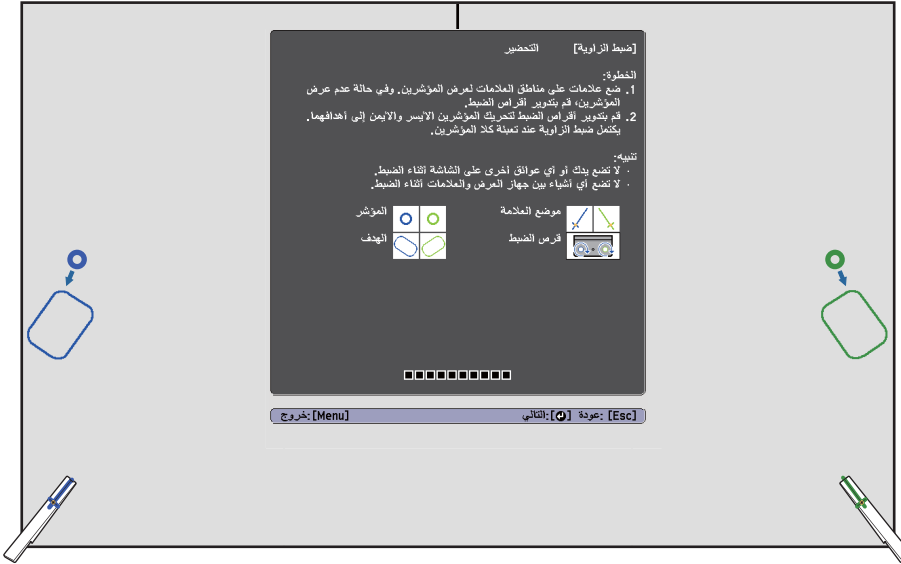 [ضبط الزاوية] التحضير
الخطوة:
1. ضع علامات على مناطق العلامات لعرض المؤشرين. وفي حالة عدم عرض
المؤشرين، قم بتدوير أقراص الضبط.
2. قم بتدوير أقراص الضبط لتحريك المؤشرين الأيسر والأيمن إلى أهدافهما.
يكتمل ضبط الزاوية عند تعبئة كلا المؤشرين.
تنبيه:
· لا تضع يدك أو أي عوائق أخرى على الشاشة أثناء الضبط.
· لا تضع أي أشياء بين جهاز العرض والعلامات أثناء الضبط.
موضع العلامة المؤشر
قرص الضبط الهدف
[Esc] :عودة [↵]:التالي [Menu]:خروج